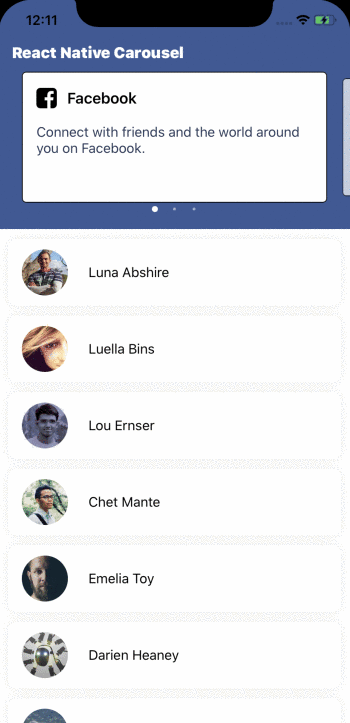 12:11
React Native Carousel
Facebook
Connect with friends and the world around
you on Facebook.
Luna Abshire
Luella Bins
Lou Ernser
Chet Mante
Emelia Toy
Darien Heaney